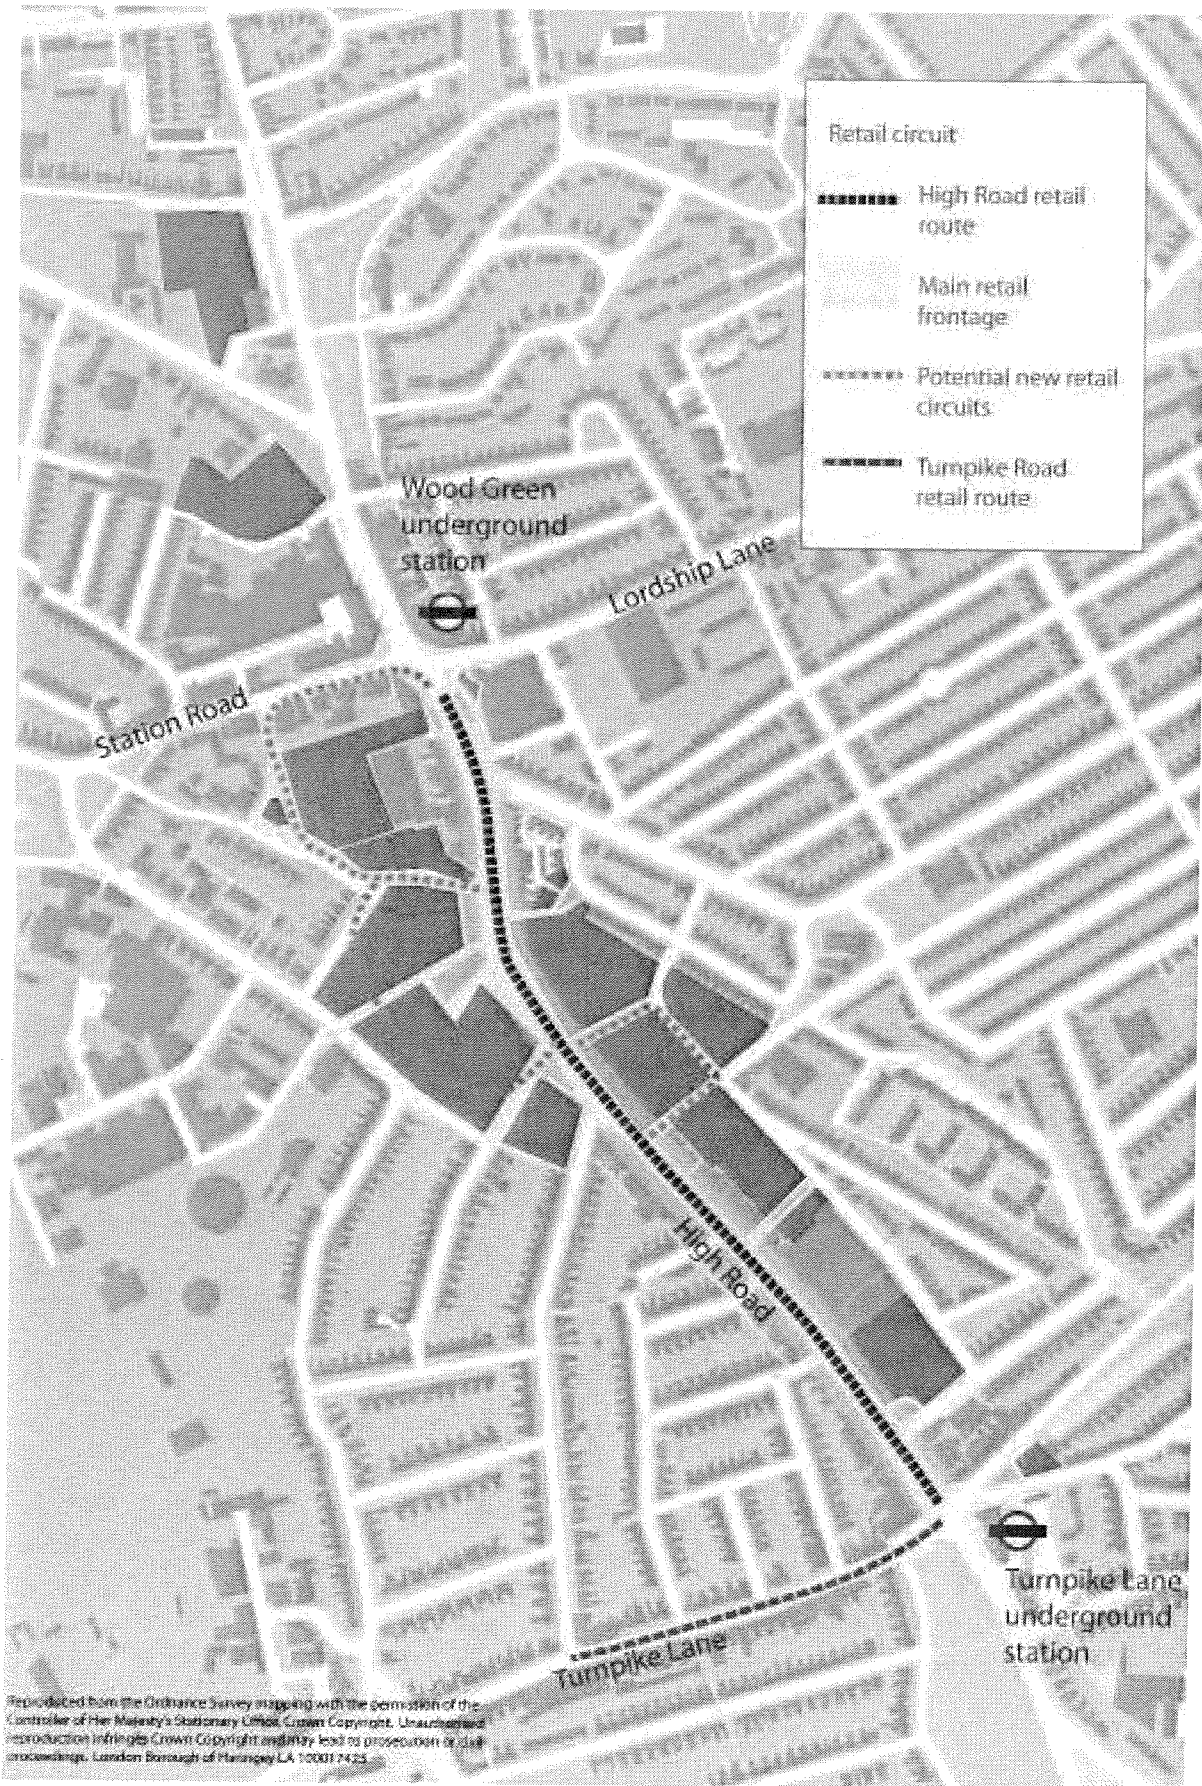 Retail circuit
High Road retail
route
Main retail
frontage
Potential new retail
circuits
Turnpike Road
retail route
Wood Green
underground
station
Lordship Lane
Station Road
High Road
Turnpike Lane
underground
station
Turnpike Lane
Reproduced from the Ordnance Survey mapping with the permission of the
Controller of Her Majesty's Stationary Office Crown Copyright. Unauthorised
reproduction infringes Crown Copyright and may lead to prosecution or civil
proceedings. London Borough of Haringey LA 100017423